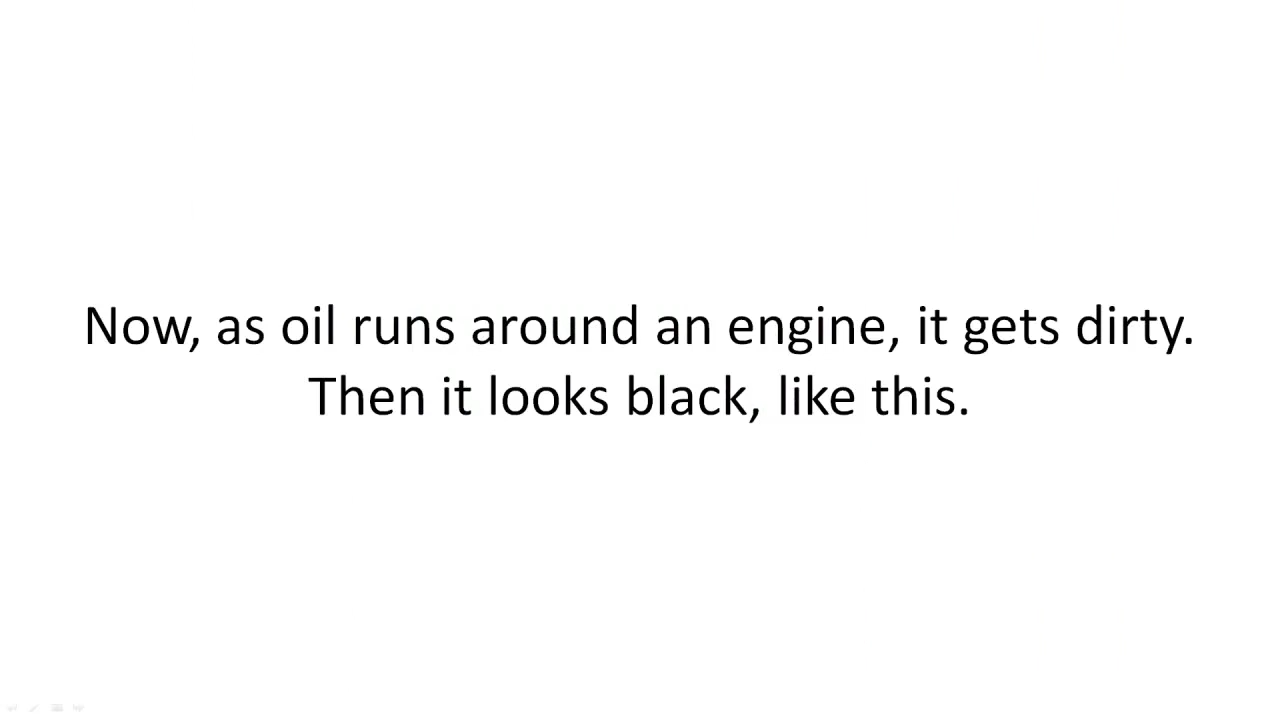 Now, as oil runs around an engine, it gets dirty.
Then it looks black, like this.